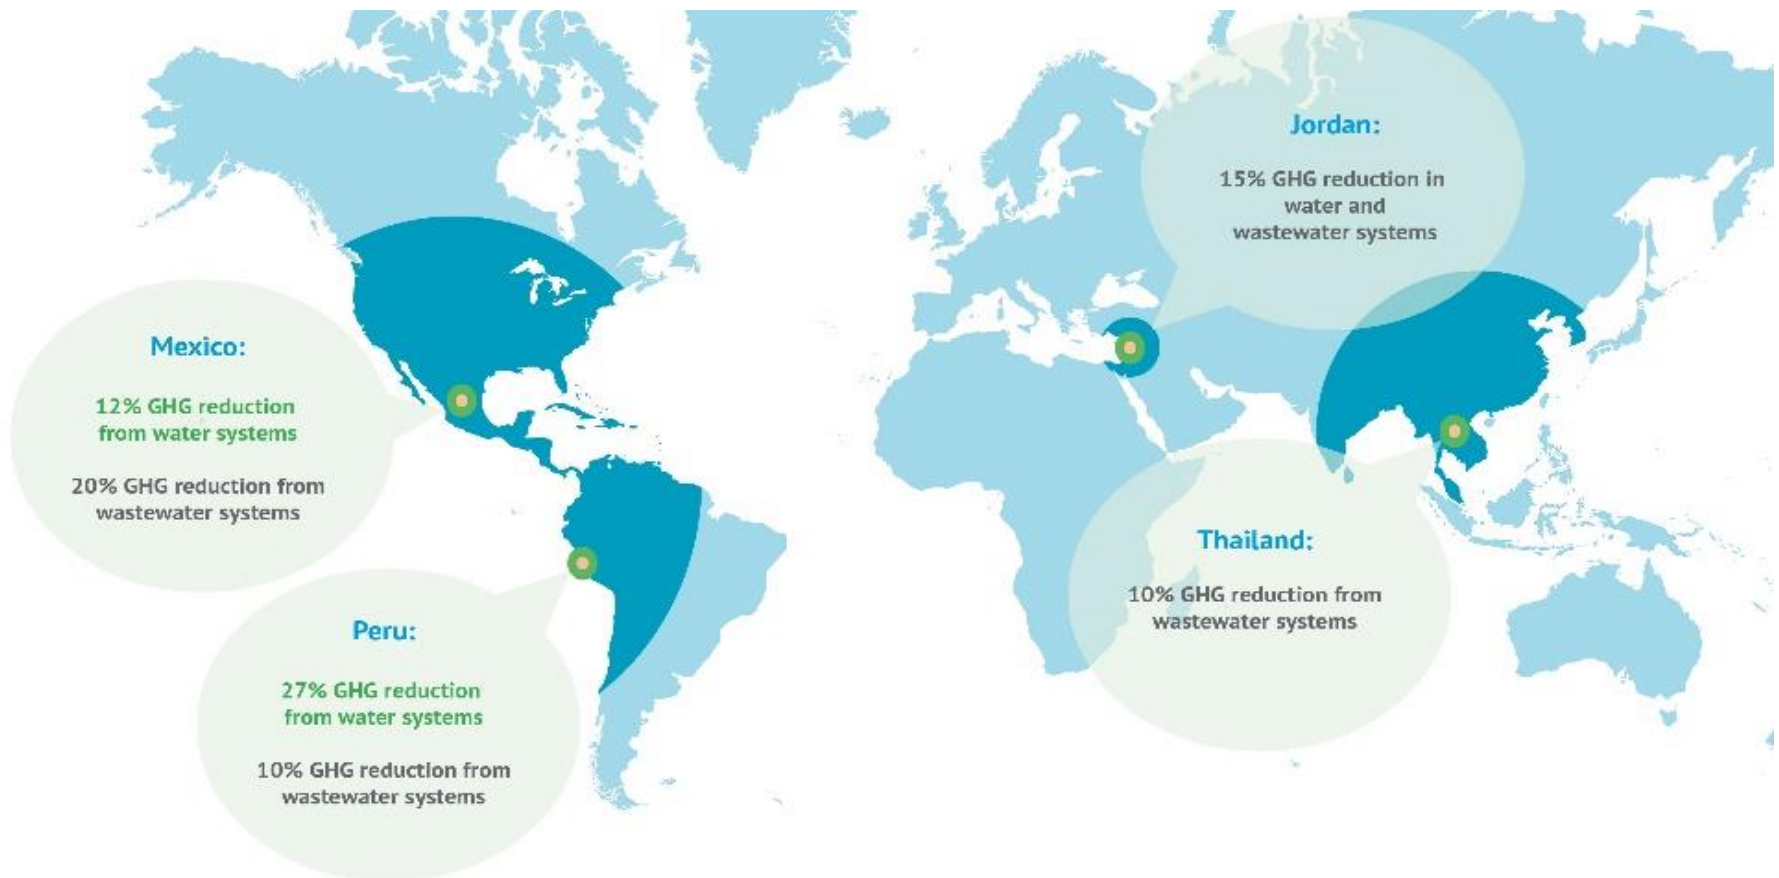 Mexico:
12% GHG reduction
from water systems
20% GHG reduction from
wastewater systems
Peru:
27% GHG reduction
from water systems
10% GHG reduction from
wastewater systems
Jordan:
15% GHG reduction in
water and
wastewater systems
Thailand:
10% GHG reduction from
wastewater systems